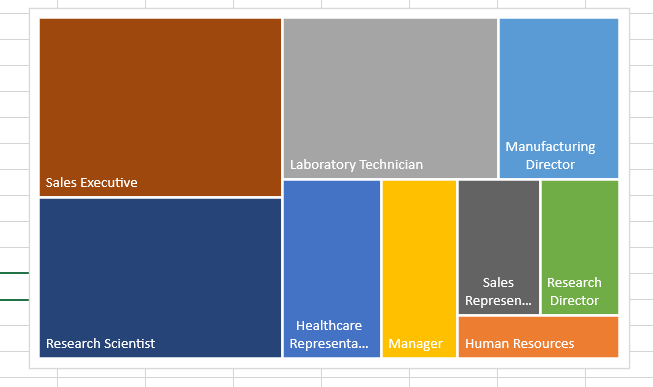 Sales Executive
Laboratory Technician
Manufacturing
Director
Research Scientist
Healthcare
Representa...
Manager
Sales
Represen...
Research
Director
Human Resources